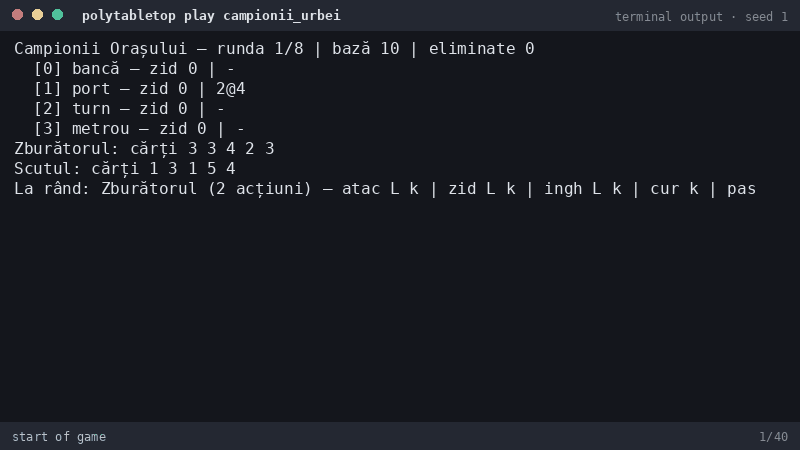 polytabletop play campionii_urbei
terminal output · seed 1
Campionii Orașului — runda 1/8 | bază 10 | eliminate 0
[0] bancă — zid 0 | -
[1] port — zid 0 | 2@4
[2] turn — zid 0 | -
[3] metrou — zid 0 | -
Zburătorul: cărți 3 3 4 2 3
Scutul: cărți 1 3 1 5 4
La rând: Zburătorul (2 acțiuni) — atac L k | zid L k | ingh L k | cur k | pas
start of game
1/40